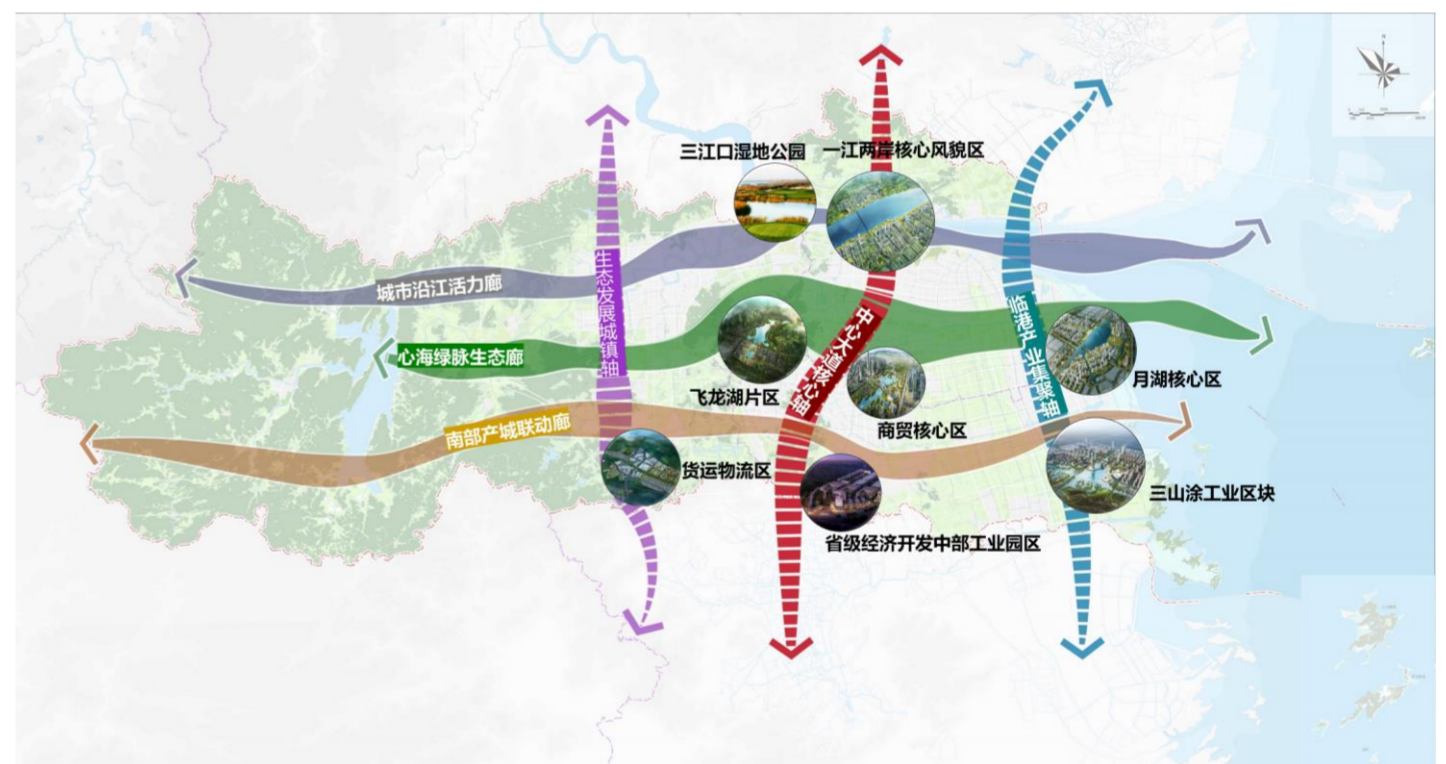 N
三江口湿地公园
一江两岸核心风貌区
城市沿江活力廊
生态发展城镇轴
心海绿脉生态廊
中心大道核心轴
临港产业集聚轴
飞龙湖片区
月湖核心区
商贸核心区
南部产城联动廊
货运物流区
三山涂工业区块
省级经济开发中部工业园区